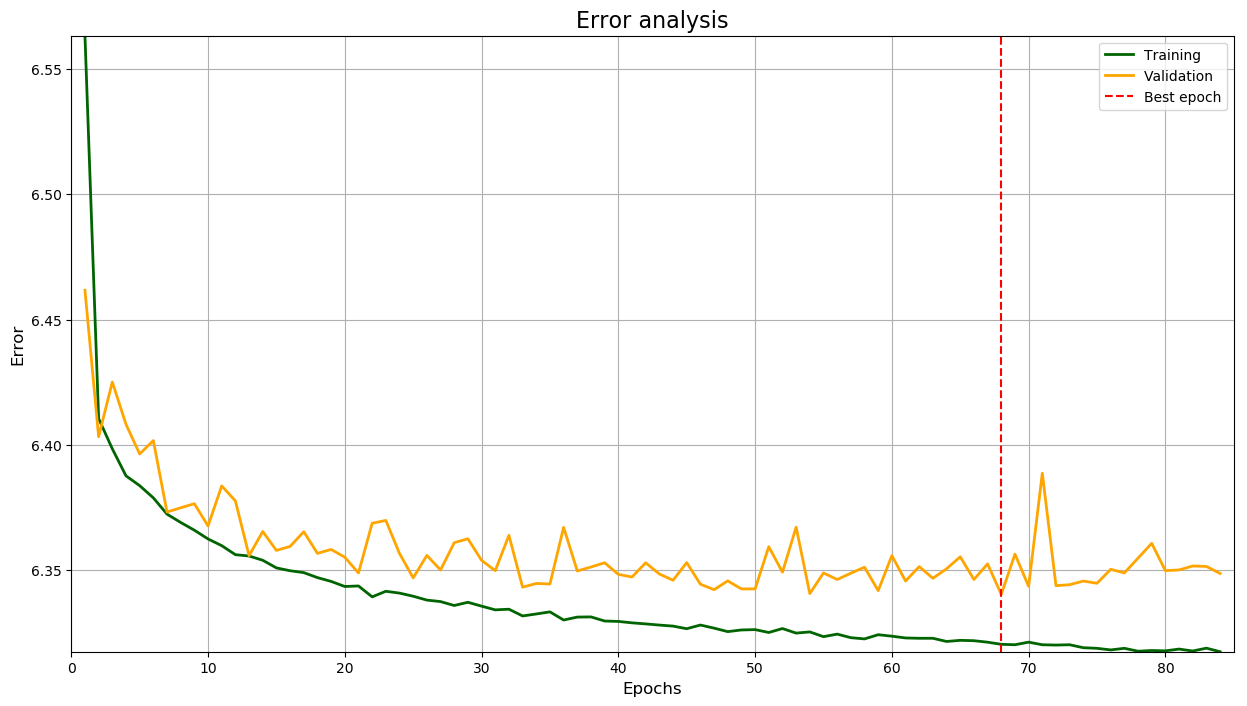 Error analysis
Training
Validation
Best epoch
6.55
6.50
6.45
6.40
6.35
Error
0 10 20 30 40 50 60 70 80
Epochs